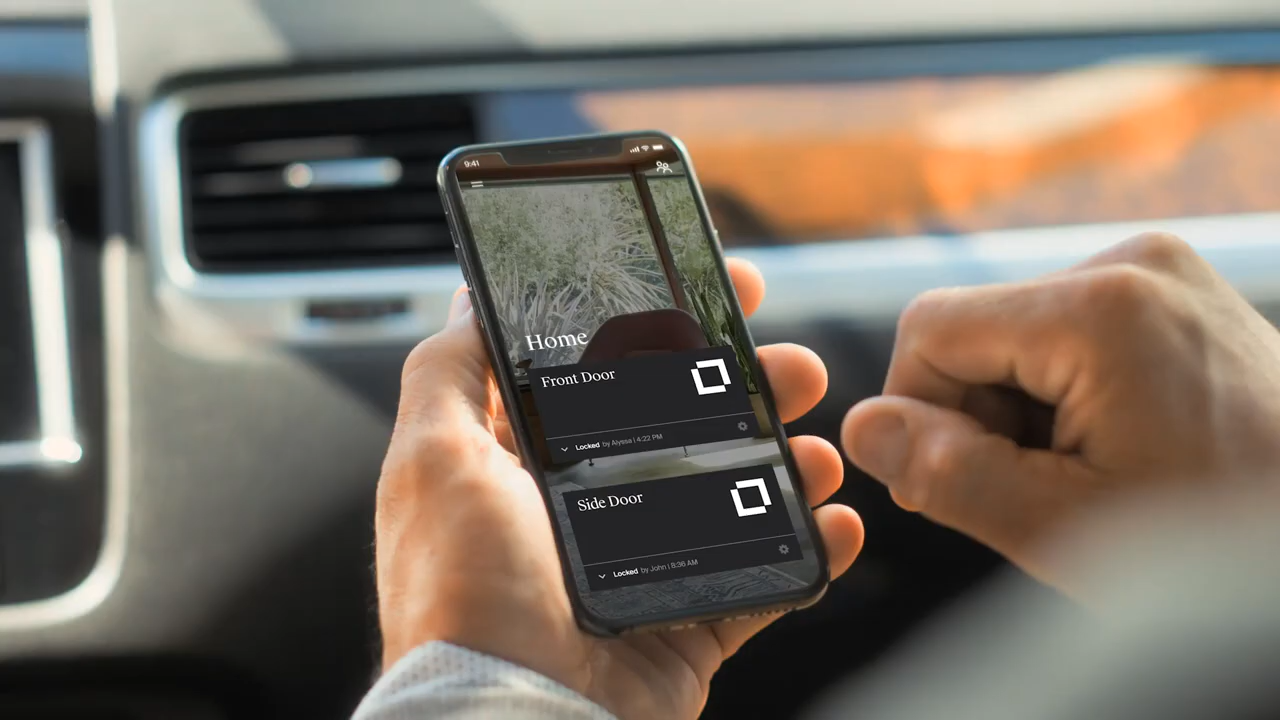 9:41
Home
Front Door
Locked by Alyssa | 4:22 PM
Side Door
Locked by John | 8:36 AM